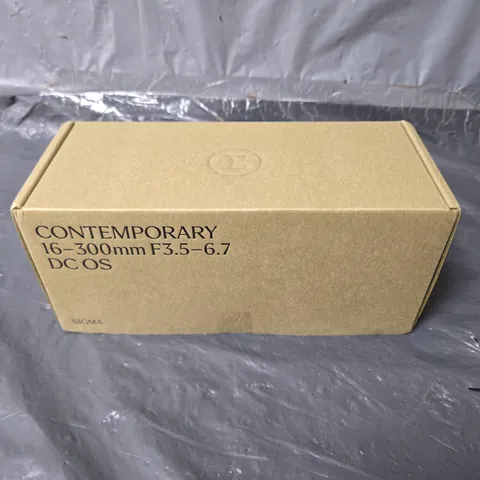 CONTEMPORARY
16–300mm F3.5–6.7
DC OS
SIGMA